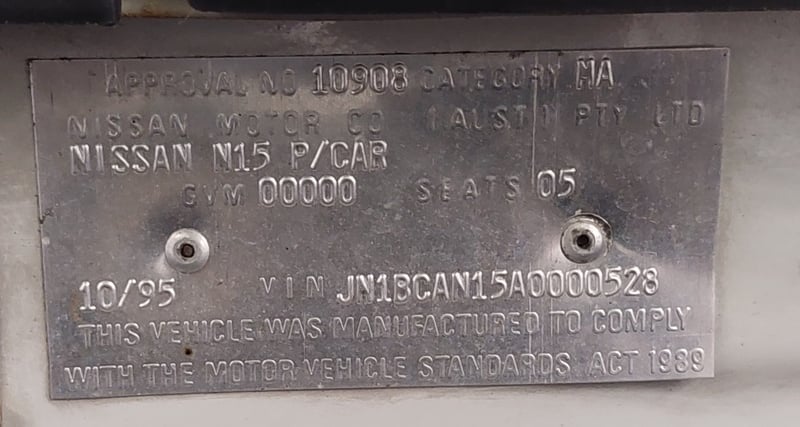 APPROVAL NO 10908 CATEGORY MA
NISSAN MOTOR CO (AUST) PTY LTD
NISSAN N15 P/CAR
GVM 00000 SEATS 05
10/95 VIN JN1BCAN15A0000528
THIS VEHICLE WAS MANUFACTURED TO COMPLY
WITH THE MOTOR VEHICLE STANDARDS ACT 1989